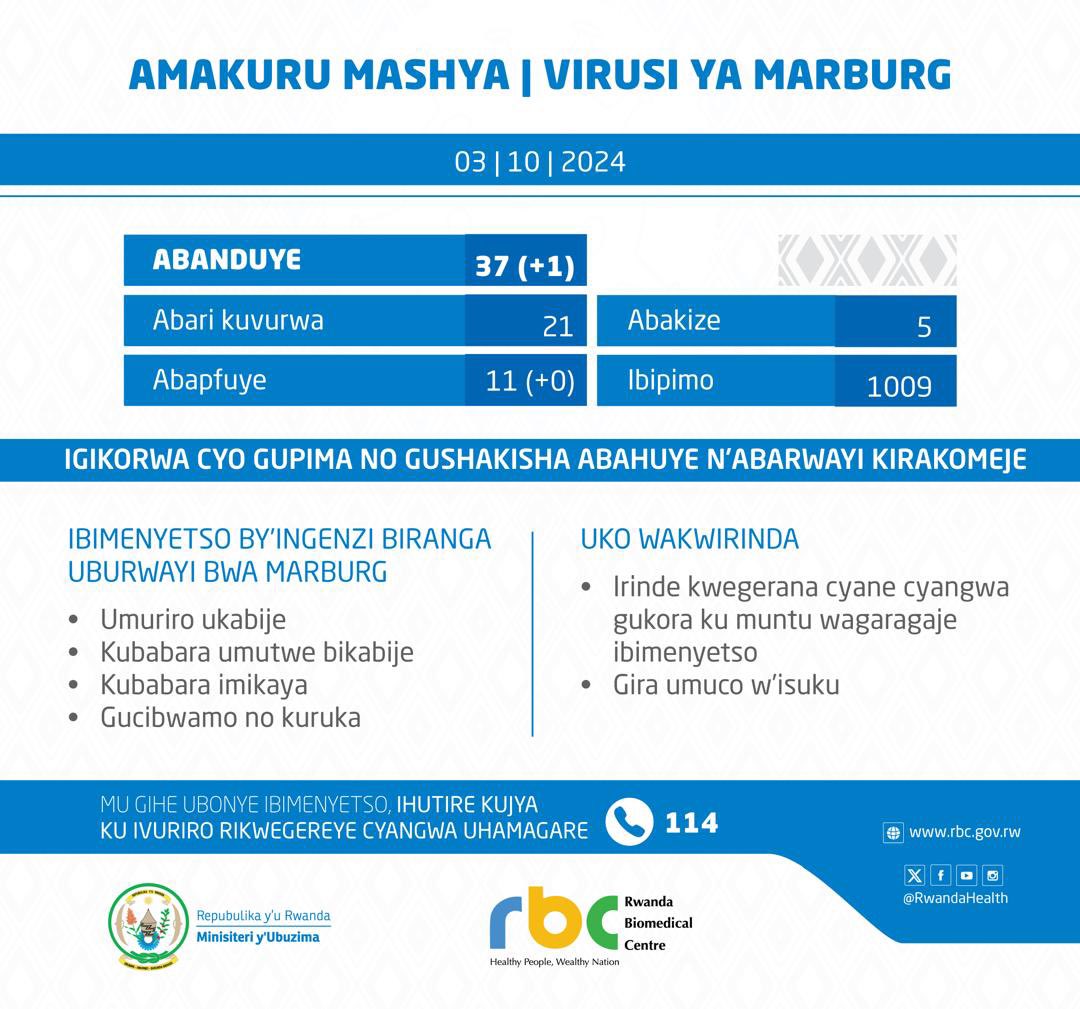 AMAKURU MASHYA | VIRUSI YA MARBURG
03 | 10 | 2024
ABANDUYE 37 (+1)
Abari kuvurwa 21
Abakize 5
Abapfuye 11 (+0)
Ibipimo 1009
IGIKORWA CYO GUPIMA NO GUSHAKISHA ABAHUYE N'ABARWAYI KIRAKOMEJE
IBIMENYETSO BY'INGENZI BIRANGA
UBURWAYI BWA MARBURG
• Umuriro ukabije
• Kubabara umutwe bikabije
• Kubabara imikaya
• Gucibwamo no kuruka
UKO WAKWIRINDA
• Irinde kwegerana cyane cyangwa
gukora ku muntu wagaragaje
ibimenyetso
• Gira umuco w'isuku
MU GIHE UBONYE IBIMENYETSO, IHUTIRE KUJYA
KU IVURIRO RIKWEGEREYE CYANGWA UHAMAGARE
114
www.rbc.gov.rw
@RwandaHealth
Repubulika y'u Rwanda
Minisiteri y'Ubuzima
rbc
Rwanda
Biomedical
Centre
Healthy People, Wealthy Nation